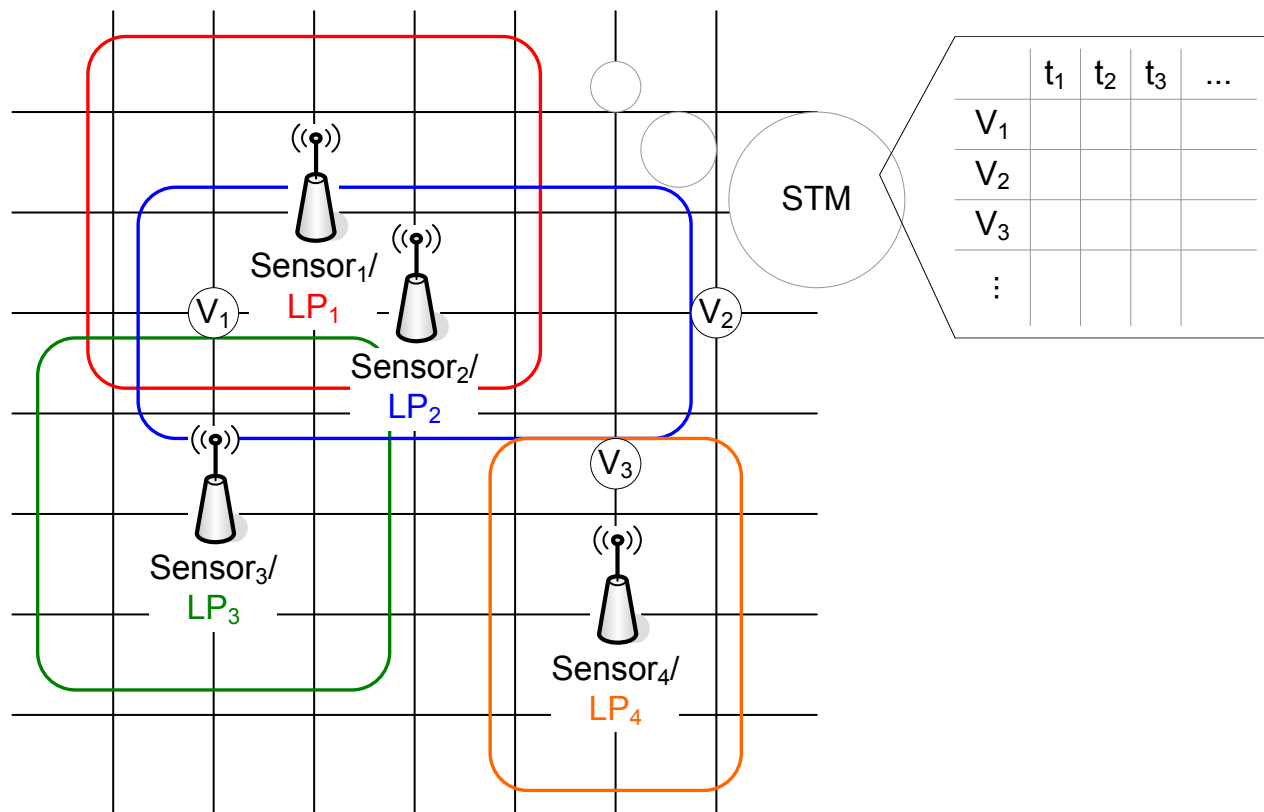 t₁ t₂ t₃ ...
V₁
V₂
STM
V₃
Sensor₁/
LP₁
V₁
V₂
⋮
Sensor₂/
LP₂
V₃
Sensor₃/
LP₃
Sensor₄/
LP₄